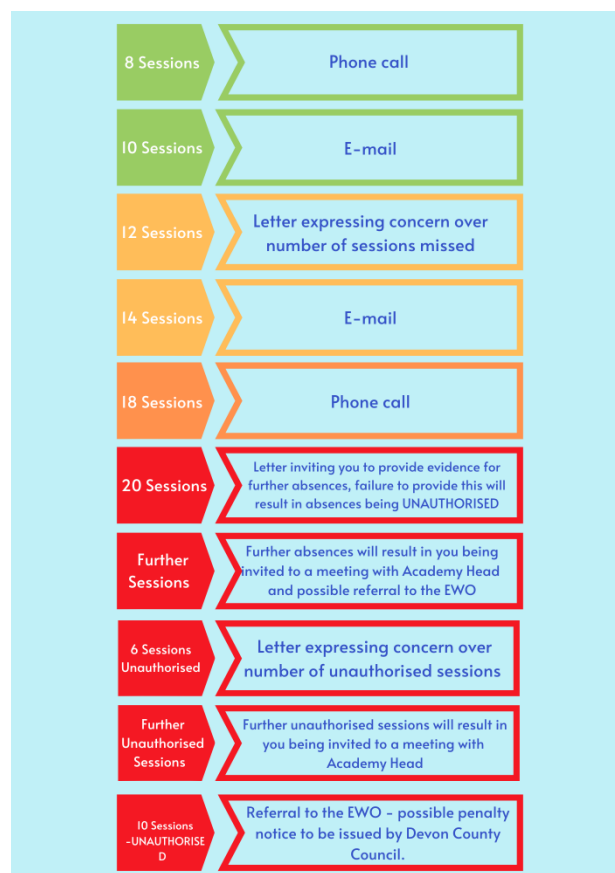 8 Sessions
Phone call
10 Sessions
E-mail
12 Sessions
Letter expressing concern over
number of sessions missed
14 Sessions
E-mail
18 Sessions
Phone call
20 Sessions
Letter inviting you to provide evidence for
further absences, failure to provide this will
result in absences being UNAUTHORISED
Further
Sessions
Further absences will result in you being
invited to a meeting with Academy Head
and possible referral to the EWO
6 Sessions
Unauthorised
Letter expressing concern over
number of unauthorised sessions
Further
Unauthorised
Sessions
Further unauthorised sessions will result in
you being invited to a meeting with
Academy Head
10 Sessions
-UNAUTHORISE
D
Referral to the EWO - possible penalty
notice to be issued by Devon County
Council.